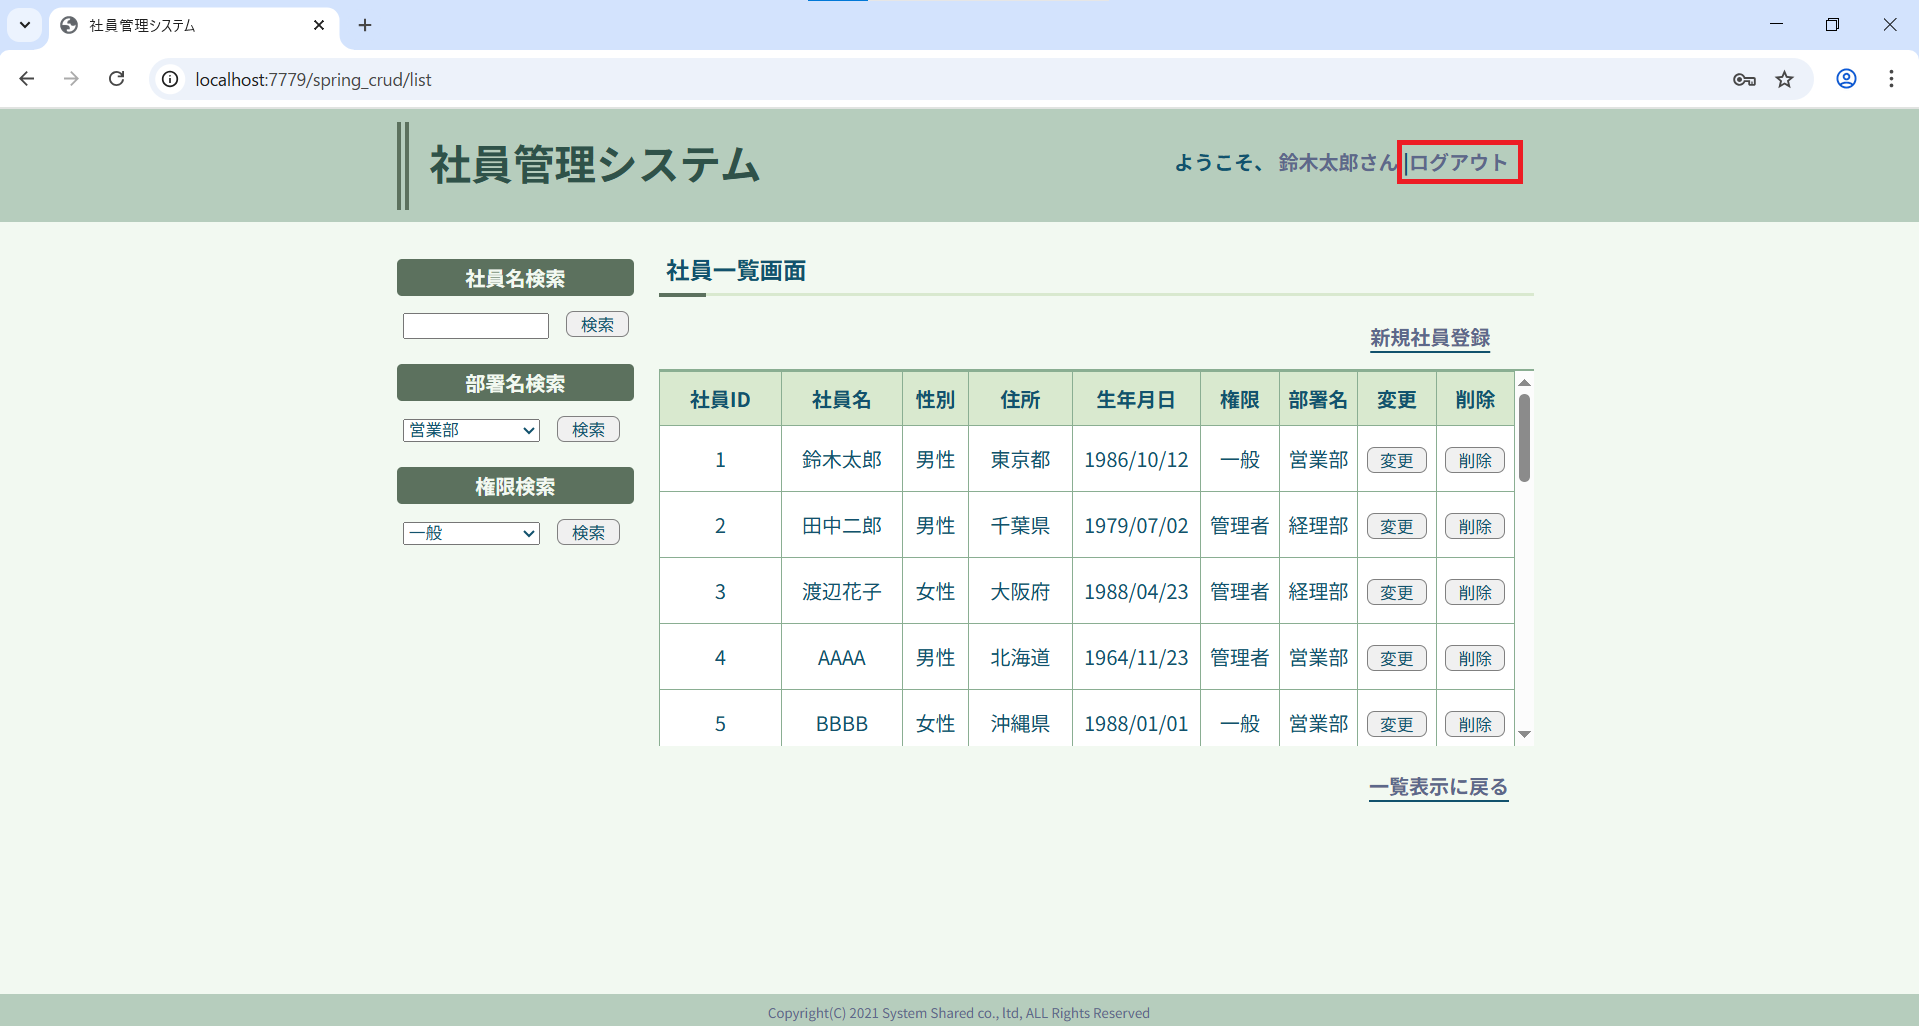 社員管理システム
localhost:7779/spring_crud/list
社員管理システム
ようこそ、 鈴木太郎さん |ログアウト
社員名検索
検索
部署名検索
営業部 検索
権限検索
一般 検索
社員一覧画面
新規社員登録
社員ID 社員名 性別 住所 生年月日 権限 部署名 変更 削除
1 鈴木太郎 男性 東京都 1986/10/12 一般 営業部 変更 削除
2 田中二郎 男性 千葉県 1979/07/02 管理者 経理部 変更 削除
3 渡辺花子 女性 大阪府 1988/04/23 管理者 経理部 変更 削除
4 AAAA 男性 北海道 1964/11/23 管理者 営業部 変更 削除
5 BBBB 女性 沖縄県 1988/01/01 一般 営業部 変更 削除
一覧表示に戻る
Copyright(C) 2021 System Shared co., ltd, ALL Rights Reserved